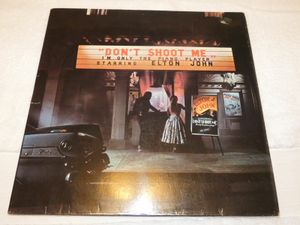 "DON'T SHOOT ME"
I'M ONLY THE PIANO PLAYER
STARRING ELTON JOHN